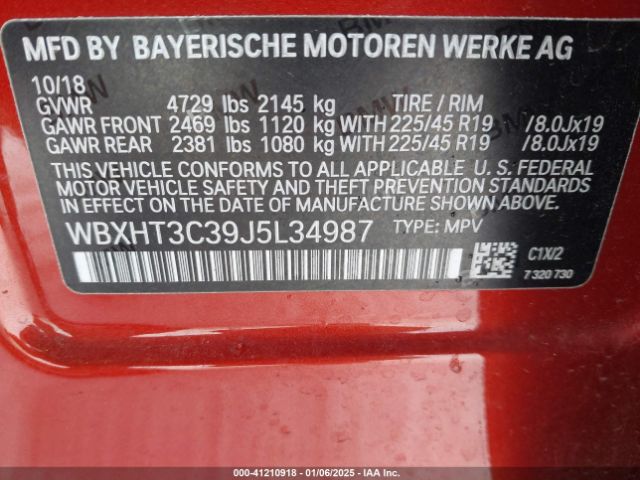 MFD BY BAYERISCHE MOTOREN WERKE AG
10/18
GVWR 4729 lbs 2145 kg TIRE / RIM
GAWR FRONT 2469 lbs 1120 kg WITH 225/45 R19 /8.0Jx19
GAWR REAR 2381 lbs 1080 kg WITH 225/45 R19 /8.0Jx19
THIS VEHICLE CONFORMS TO ALL APPLICABLE U.S. FEDERAL
MOTOR VEHICLE SAFETY AND THEFT PREVENTION STANDARDS
IN EFFECT ON THE DATE OF MANUFACTURE SHOWN ABOVE.
WBXHT3C39J5L34987 TYPE: MPV
C1X/2
7 320 730
000-41210918 - 01/06/2025 - IAA